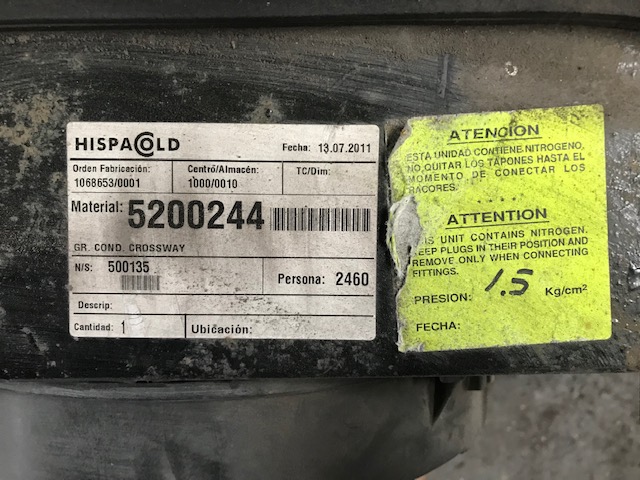 HISPACOLD
Fecha: 13.07.2011
Orden Fabricación: Centró/Almacén: TC/Dim:
1068653/0001 1000/0010
Material: 5200244
GR. COND. CROSSWAY
N/S: 500135
Persona: 2460
Descrip:
Cantidad: 1 Ubicación:
ATENCION
ESTA UNIDAD CONTIENE NITROGENO,
NO QUITAR LOS TAPONES HASTA EL
MOMENTO DE CONECTAR LOS
RACORES.
ATTENTION
THIS UNIT CONTAINS NITROGEN.
KEEP PLUGS IN THEIR POSITION AND
REMOVE ONLY WHEN CONNECTING
FITTINGS.
PRESION: 1.5 Kg/cm²
FECHA: